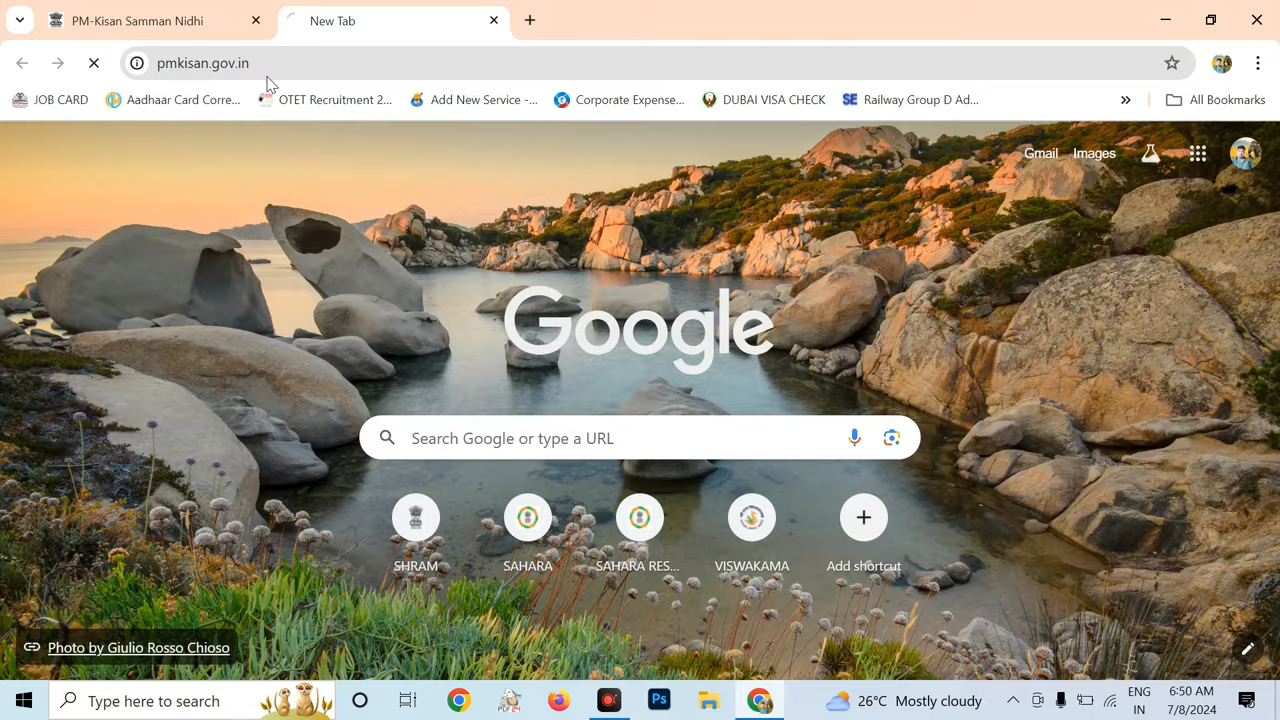 PM-Kisan Samman Nidhi
New Tab
pmkisan.gov.in
JOB CARD
Aadhaar Card Corre...
OTET Recruitment 2...
Add New Service -...
Corporate Expense...
DUBAI VISA CHECK
Railway Group D Ad...
All Bookmarks
Gmail
Images
Google
Search Google or type a URL
SHRAM
SAHARA
SAHARA RES...
VISWAKAMA
Add shortcut
Photo by Giulio Rosso Chioso
Type here to search
26°C Mostly cloudy
ENG
IN
6:50 AM
7/8/2024